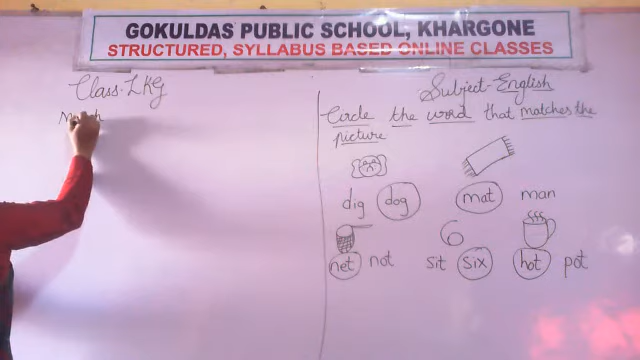 GOKULDAS PUBLIC SCHOOL, KHARGONE
STRUCTURED, SYLLABUS BASED ONLINE CLASSES
Class-LKG
Subject-English
Circle the word that matches the
picture
dig dog mat man
6
net not sit six hot pot